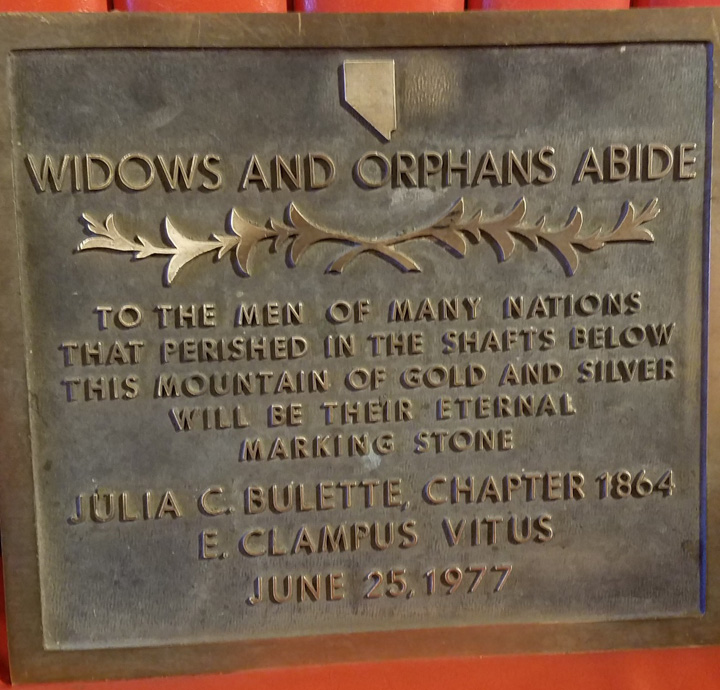 WIDOWS AND ORPHANS ABIDE
TO THE MEN OF MANY NATIONS
THAT PERISHED IN THE SHAFTS BELOW
THIS MOUNTAIN OF GOLD AND SILVER
WILL BE THEIR ETERNAL
MARKING STONE
JULIA C. BULETTE, CHAPTER 1864
E. CLAMPUS VITUS
JUNE 25, 1977